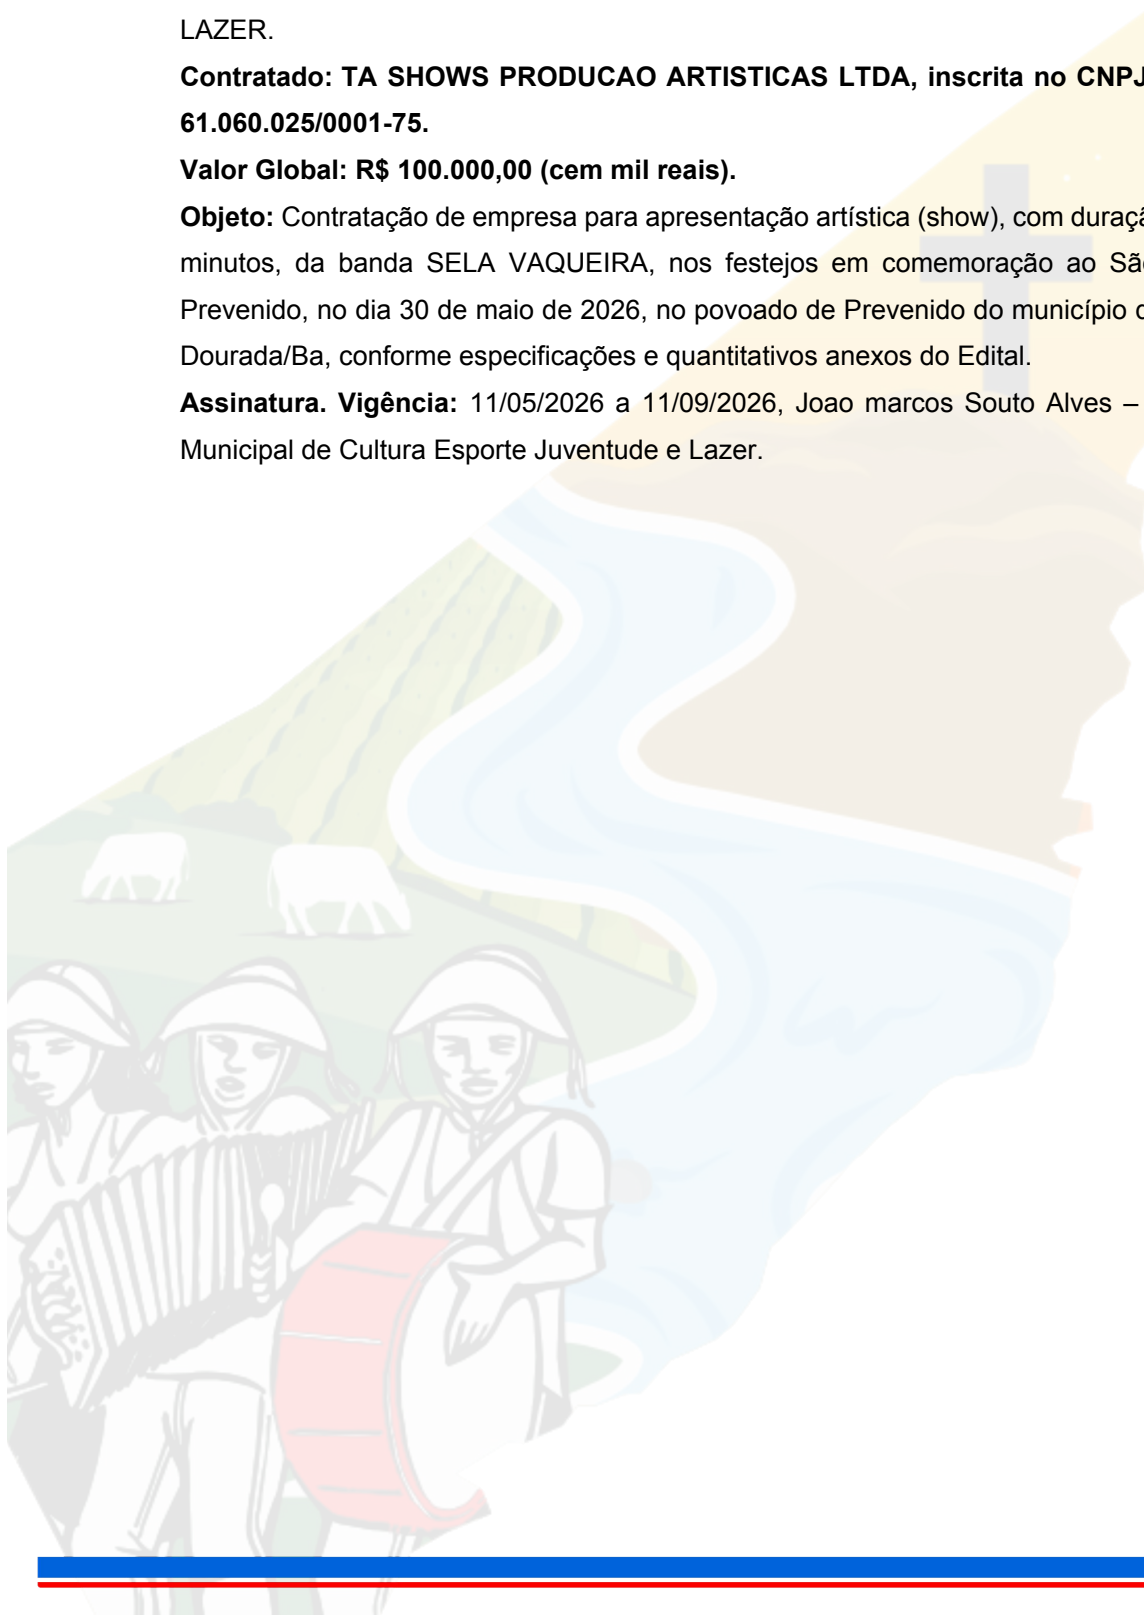 LAZER.
Contratado: TA SHOWS PRODUCAO ARTISTICAS LTDA, inscrita no CNPJ
61.060.025/0001-75.
Valor Global: R$ 100.000,00 (cem mil reais).
Objeto: Contratação de empresa para apresentação artística (show), com
minutos, da banda SELA VAQUEIRA, nos festejos em comemoração ao
Prevenido, no dia 30 de maio de 2026, no povoado de Prevenido do município
Dourada/Ba, conforme especificações e quantitativos anexos do Edital.
Assinatura. Vigência: 11/05/2026 a 11/09/2026, Joao marcos Souto Alves –
Municipal de Cultura Esporte Juventude e Lazer.